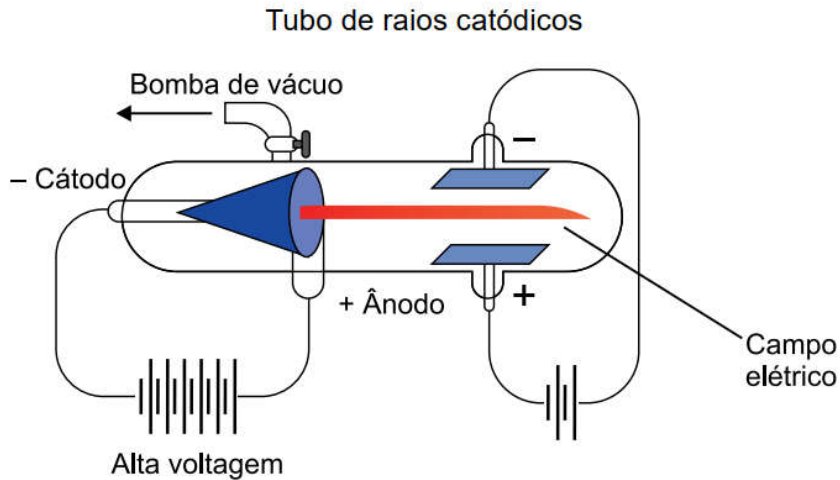 Tubo de raios catódicos
Bomba de vácuo
–
– Cátodo
+ Ânodo
+
Campo
elétrico
Alta voltagem